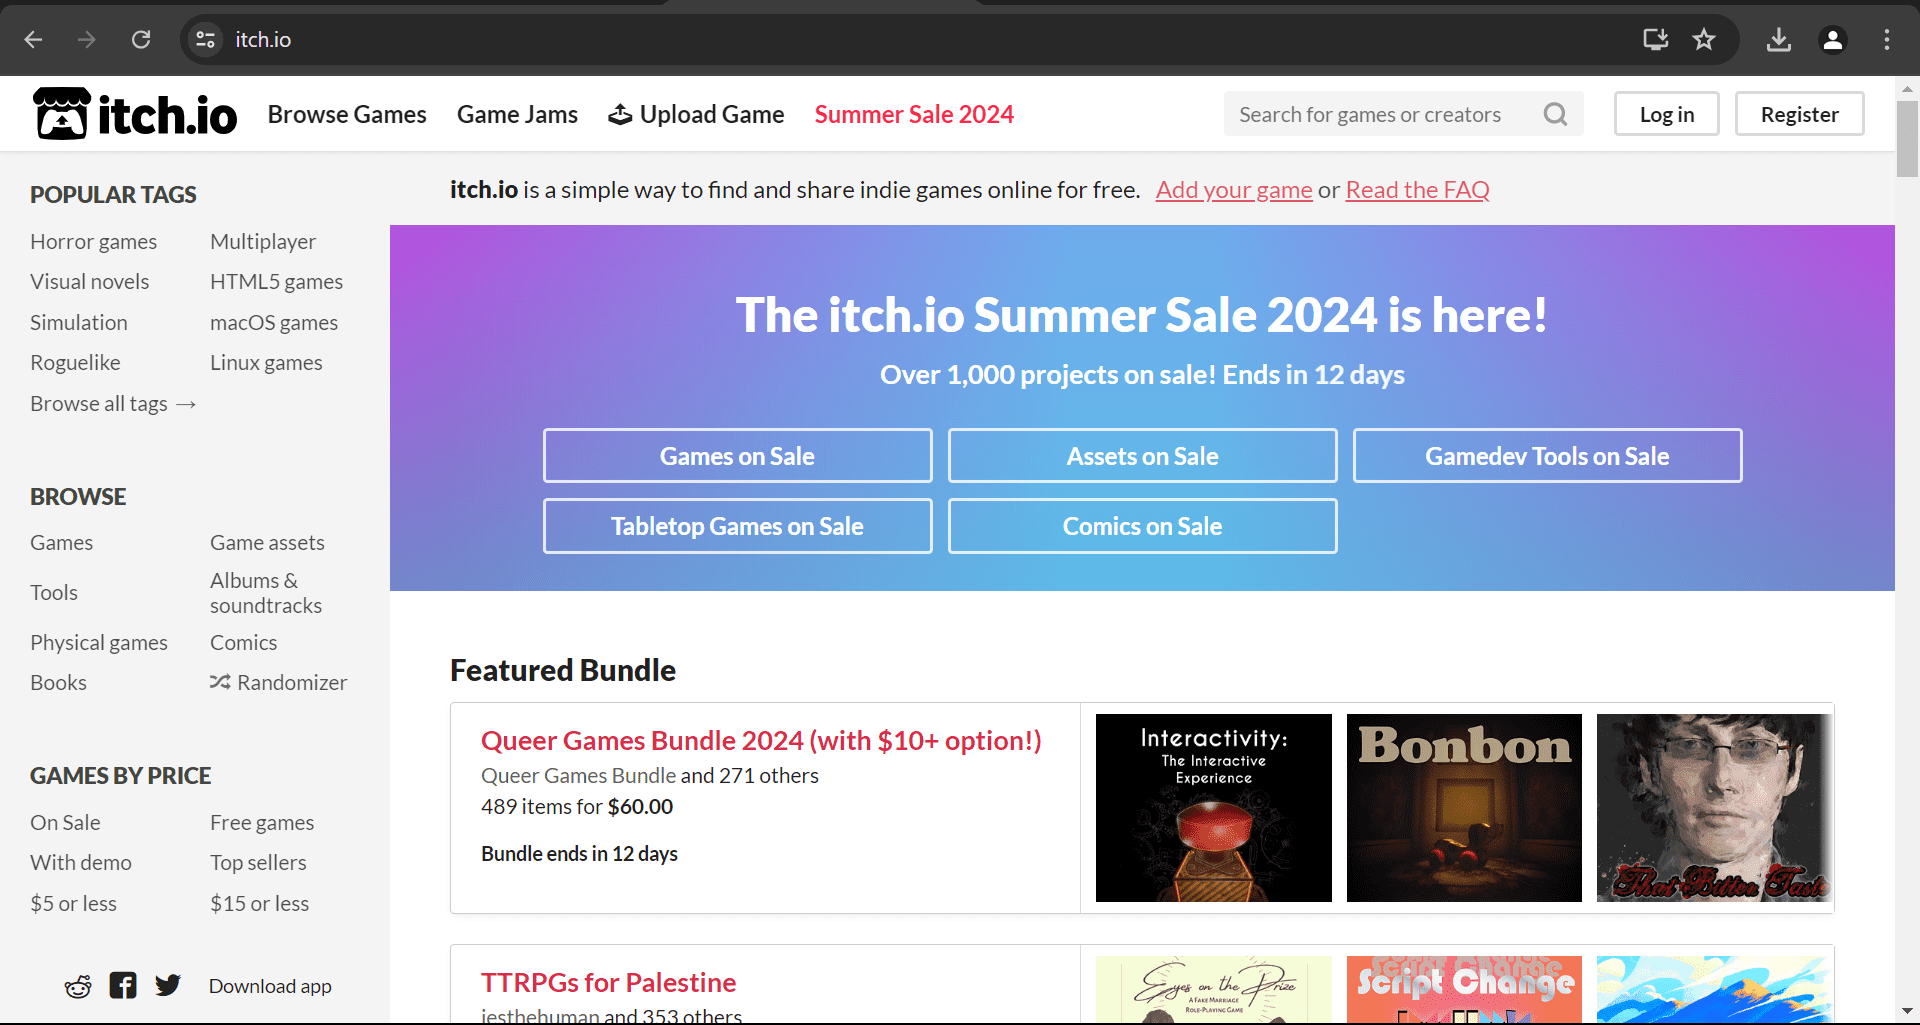 itch.io
itch.io
Browse Games
Game Jams
Upload Game
Summer Sale 2024
Search for games or creators
Log in
Register
POPULAR TAGS
Horror games
Multiplayer
Visual novels
HTML5 games
Simulation
macOS games
Roguelike
Linux games
Browse all tags →
BROWSE
Games
Game assets
Tools
Albums &
soundtracks
Physical games
Comics
Books
Randomizer
GAMES BY PRICE
On Sale
Free games
With demo
Top sellers
$5 or less
$15 or less
Download app
itch.io is a simple way to find and share indie games online for free. Add your game or Read the FAQ
The itch.io Summer Sale 2024 is here!
Over 1,000 projects on sale! Ends in 12 days
Games on Sale
Assets on Sale
Gamedev Tools on Sale
Tabletop Games on Sale
Comics on Sale
Featured Bundle
Queer Games Bundle 2024 (with $10+ option!)
Queer Games Bundle and 271 others
489 items for $60.00
Bundle ends in 12 days
Interactivity:
The Interactive
Experience
Bonbon
That Bitter Taste
TTRPGs for Palestine
jesthehuman and 353 others
Eyes on the Prize
A FAKE MARRIAGE
ROLE-PLAYING GAME
Script Change